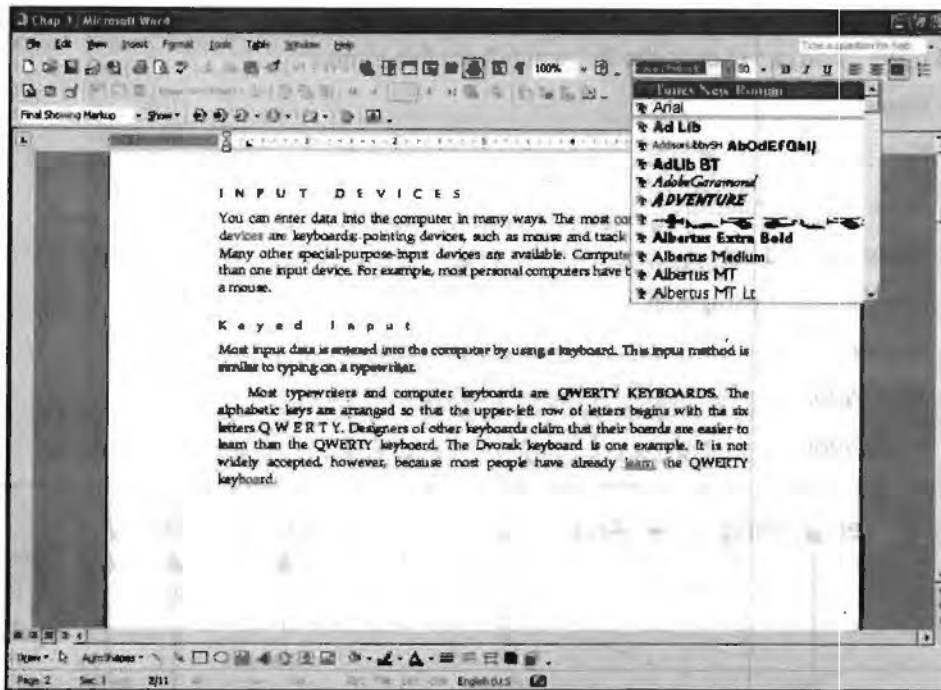 Chap 1 Microsoft Word
File Edit View Insert Format Tools Table Window Help
Type a question for help
100%
Final Showing Markup Show
Times New Roman
Arial
Ad Lib
AbOdEfGhIj
AdLib BT
AdobeGaramond
ADVENTURE
Albertus Extra Bold
Albertus Medium
Albertus MT
Albertus MT Lt
INPUT DEVICES
You can enter data into the computer in many ways. The most co
devices are keyboards; pointing devices, such as mouse and track
Many other special-purpose-input devices are available. Compute
than one input device. For example, most personal computers have b
a mouse.
Keyed Input
Most input data is entered into the computer by using a keyboard. This input method is
similar to typing on a typewriter.
Most typewriters and computer keyboards are QWERTY KEYBOARDS. The
alphabetic keys are arranged so that the upper-left row of letters begins with the six
letters Q W E R T Y. Designers of other keyboards claim that their boards are easier to
learn than the QWERTY keyboard. The Dvorak keyboard is one example. It is not
widely accepted, however, because most people have already learn the QWERTY
keyboard.
Draw AutoShapes
Page 2 Sec 1 2/11 English (U.S